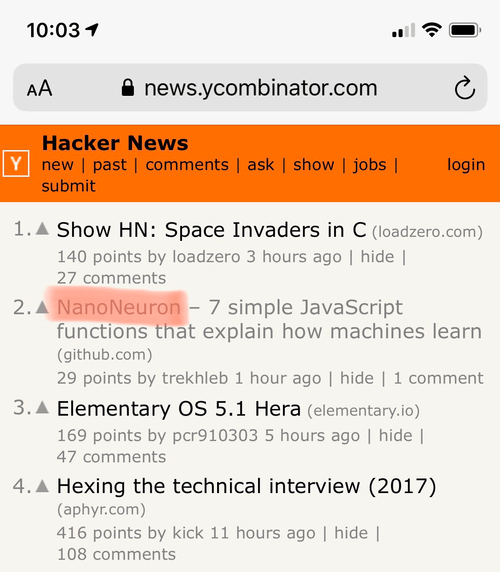 10:03
AA news.ycombinator.com
Y
Hacker News
new | past | comments | ask | show | jobs | login
submit
1. Show HN: Space Invaders in C (loadzero.com)
140 points by loadzero 3 hours ago | hide |
27 comments
2. NanoNeuron – 7 simple JavaScript
functions that explain how machines learn
(github.com)
29 points by trekhleb 1 hour ago | hide | 1 comment
3. Elementary OS 5.1 Hera (elementary.io)
169 points by pcr910303 5 hours ago | hide |
47 comments
4. Hexing the technical interview (2017)
(aphyr.com)
416 points by kick 11 hours ago | hide |
108 comments